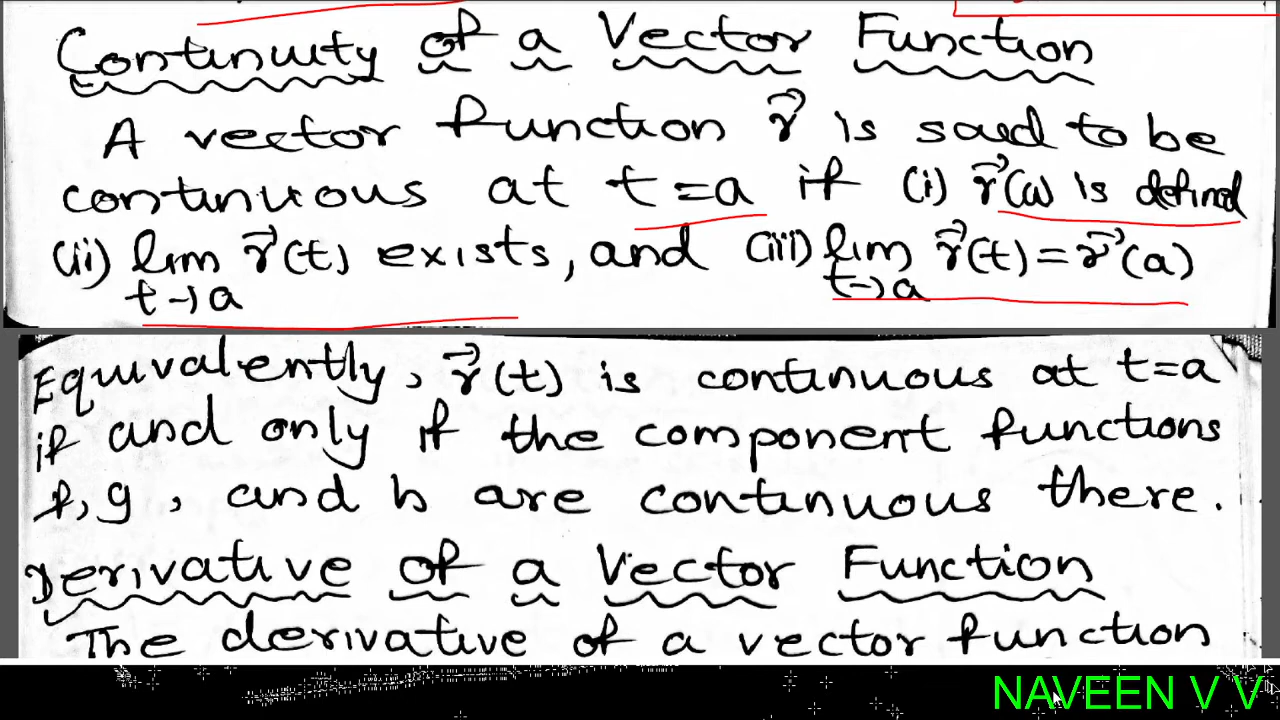 Continuity of a Vector Function
A vector function r⃗ is said to be
continuous at t=a if (i) r⃗(a) is defined
(ii) lim r⃗(t) exists, and (iii) lim r⃗(t)=r⃗(a)
t→a t→a
Equivalently, r⃗(t) is continuous at t=a
if and only if the component functions
f, g, and h are continuous there.
Derivative of a Vector Function
The derivative of a vector function
NAVEEN V V